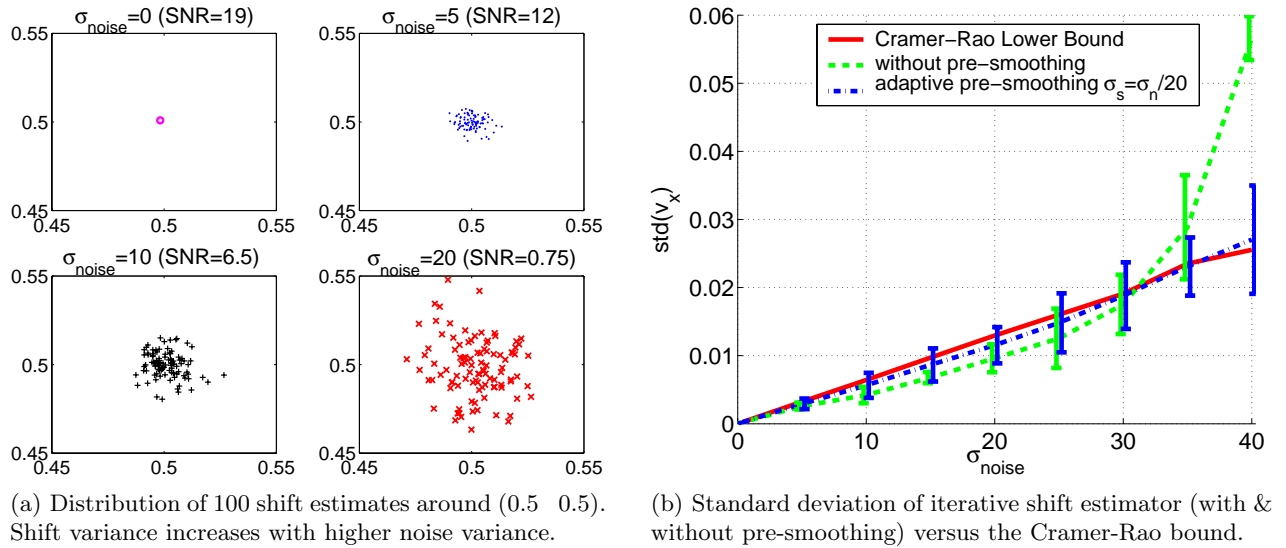 σnoise=0 (SNR=19)
0.55
0.5
0.45
0.45 0.5 0.55
σnoise=5 (SNR=12)
0.55
0.5
0.45
0.45 0.5 0.55
σnoise=10 (SNR=6.5)
0.55
0.5
0.45
0.45 0.5 0.55
σnoise=20 (SNR=0.75)
0.55
0.5
0.45
0.45 0.5 0.55
(a) Distribution of 100 shift estimates around (0.5 0.5).
Shift variance increases with higher noise variance.
0.06
0.05
0.04
0.03
0.02
0.01
0
std(vx)
Cramer-Rao Lower Bound
without pre-smoothing
adaptive pre-smoothing σs=σn/20
0 10 20 30 40
σnoise
(b) Standard deviation of iterative shift estimator (with &
without pre-smoothing) versus the Cramer-Rao bound.